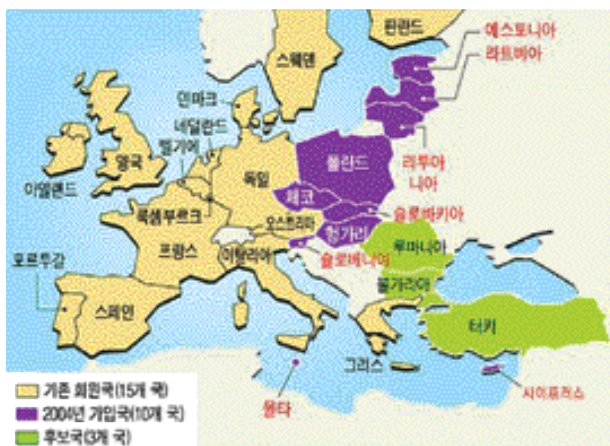 핀란드
에스토니아
스웨덴
라트비아
덴마크
네덜란드
벨기에
영국
독일
폴란드
리투아
니아
아일랜드
체코
룩셈부르크
슬로바키아
오스트리아
헝가리
프랑스
이탈리아
슬로베니아
루마니아
포르투갈
불가리아
스페인
터키
그리스
몰타
사이프러스
기존 회원국(15개 국)
2004년 가입국(10개 국)
후보국(3개 국)